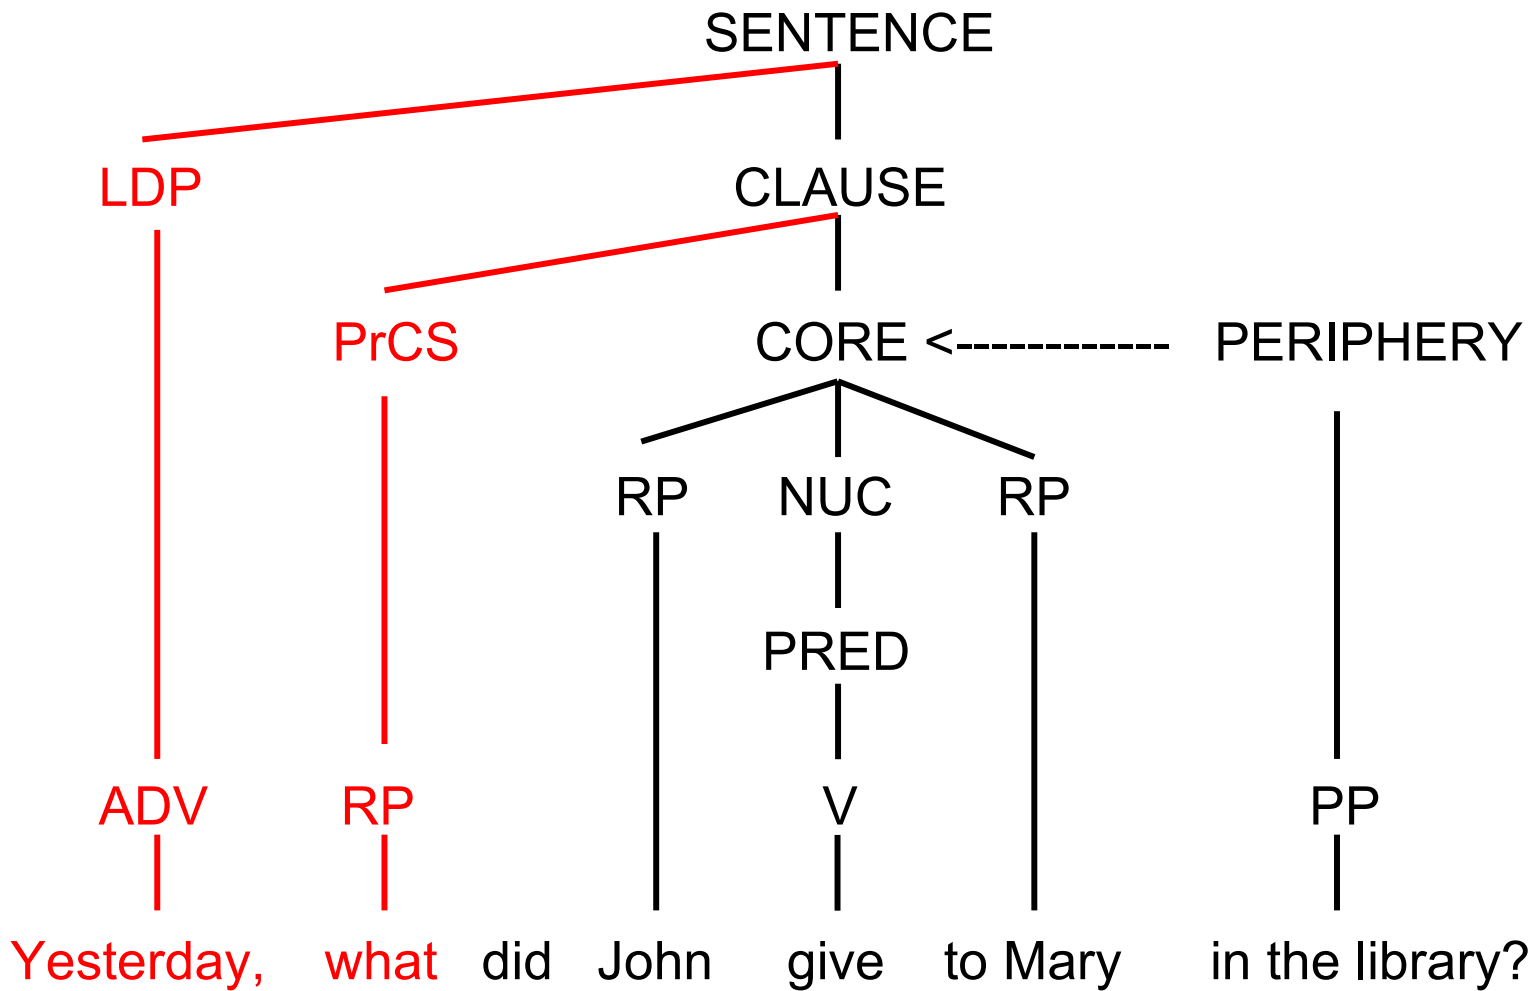 SENTENCE
LDP CLAUSE
PrCS CORE <------------- PERIPHERY
RP NUC RP
PRED
ADV RP V PP
Yesterday, what did John give to Mary in the library?